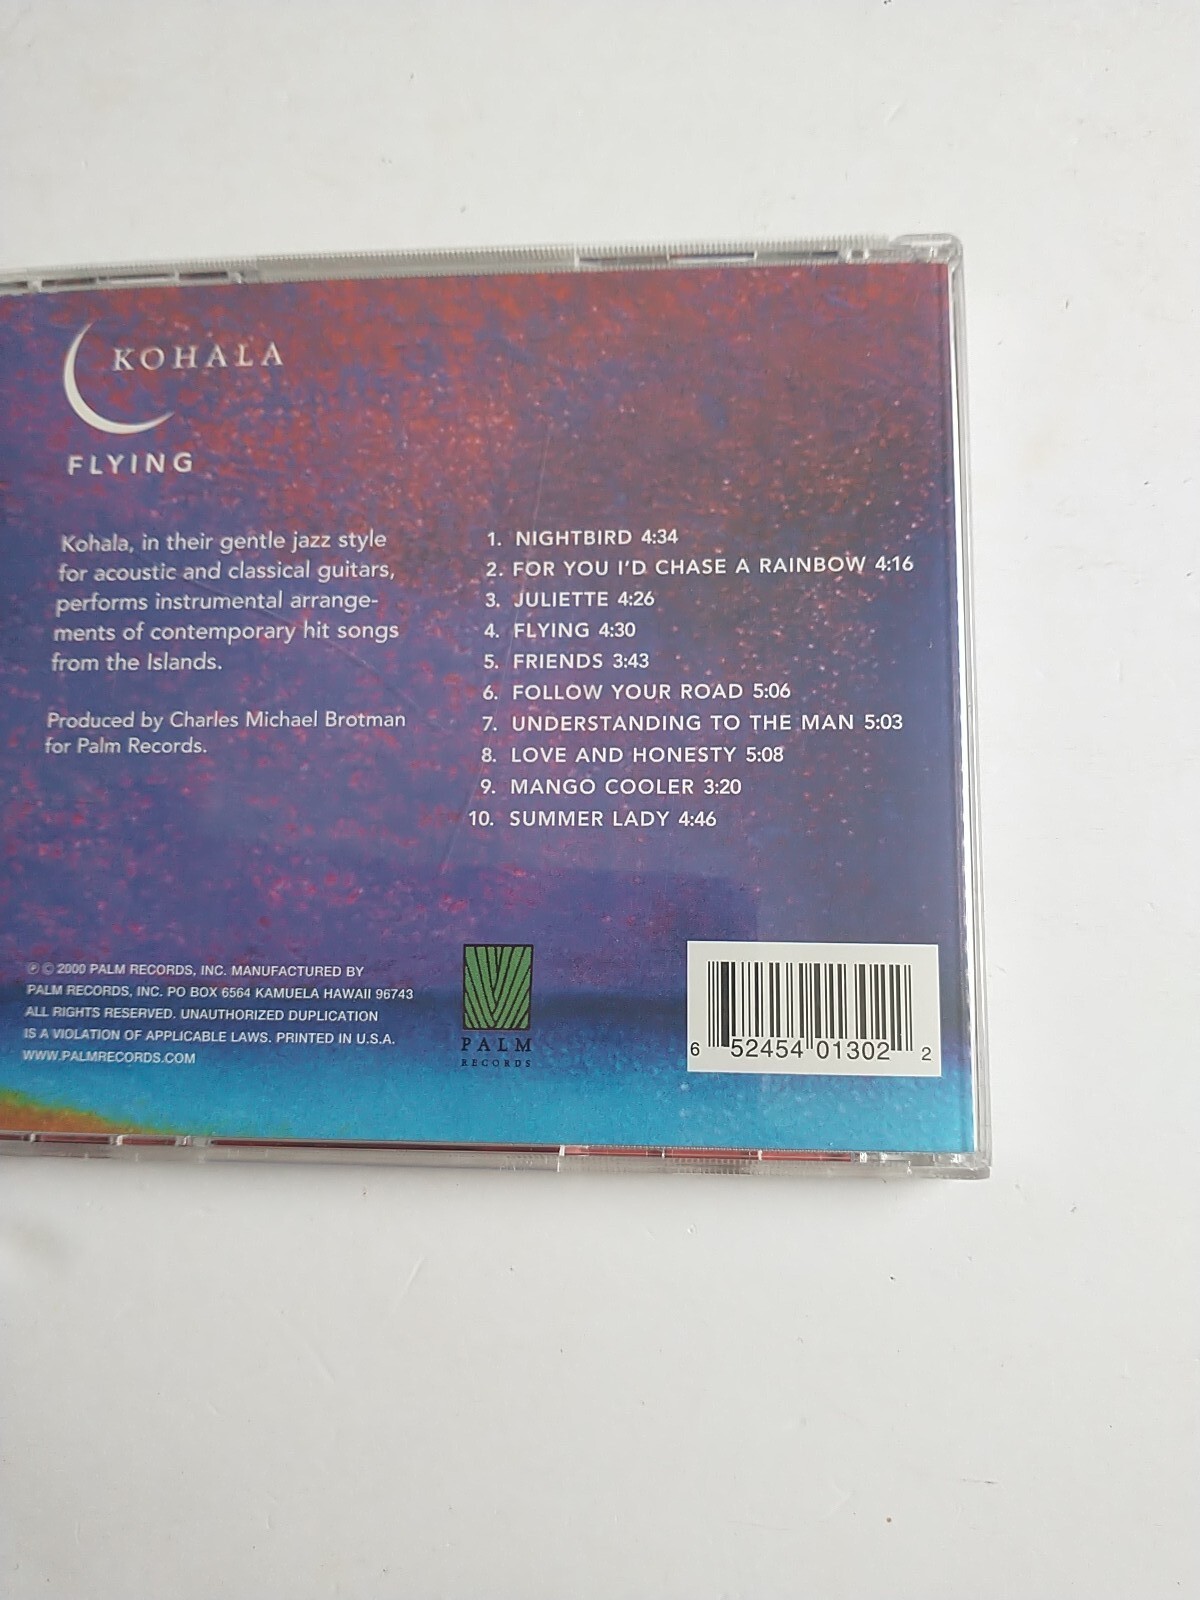 KOHALA
FLYING
Kohala, in their gentle jazz style
for acoustic and classical guitars,
performs instrumental arrange-
ments of contemporary hit songs
from the Islands.
Produced by Charles Michael Brotman
for Palm Records.
1. NIGHTBIRD 4:34
2. FOR YOU I'D CHASE A RAINBOW 4:16
3. JULIETTE 4:26
4. FLYING 4:30
5. FRIENDS 3:43
6. FOLLOW YOUR ROAD 5:06
7. UNDERSTANDING TO THE MAN 5:03
8. LOVE AND HONESTY 5:08
9. MANGO COOLER 3:20
10. SUMMER LADY 4:46
℗ © 2000 PALM RECORDS, INC. MANUFACTURED BY
PALM RECORDS, INC. PO BOX 6564 KAMUELA HAWAII 96743
ALL RIGHTS RESERVED. UNAUTHORIZED DUPLICATION
IS A VIOLATION OF APPLICABLE LAWS. PRINTED IN U.S.A.
WWW.PALMRECORDS.COM
PALM
RECORDS
6 52454 01302 2